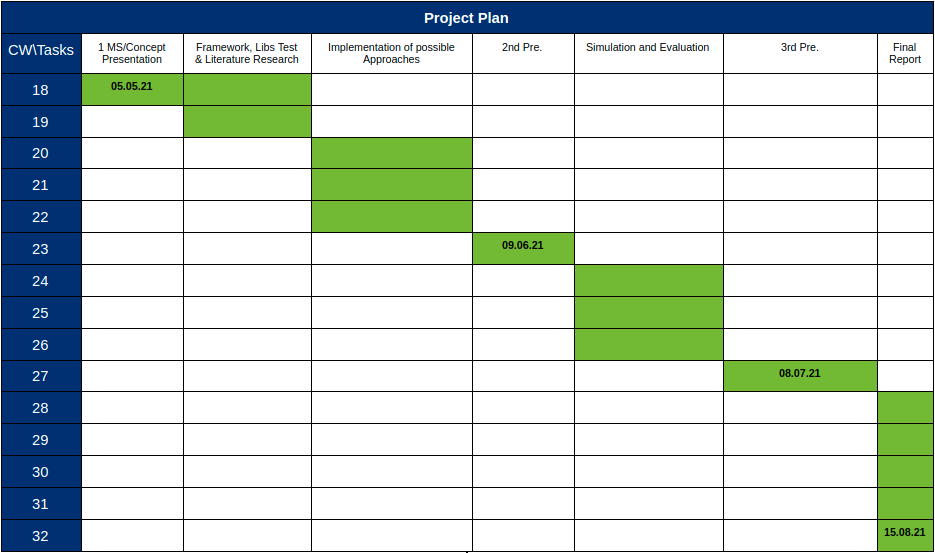 Project Plan
CW\Tasks
1 MS/Concept
Presentation
Framework, Libs Test
& Literature Research
Implementation of possible
Approaches
2nd Pre.
Simulation and Evaluation
3rd Pre.
Final
Report
18
05.05.21
19
20
21
22
23
09.06.21
24
25
26
27
08.07.21
28
29
30
31
32
15.08.21